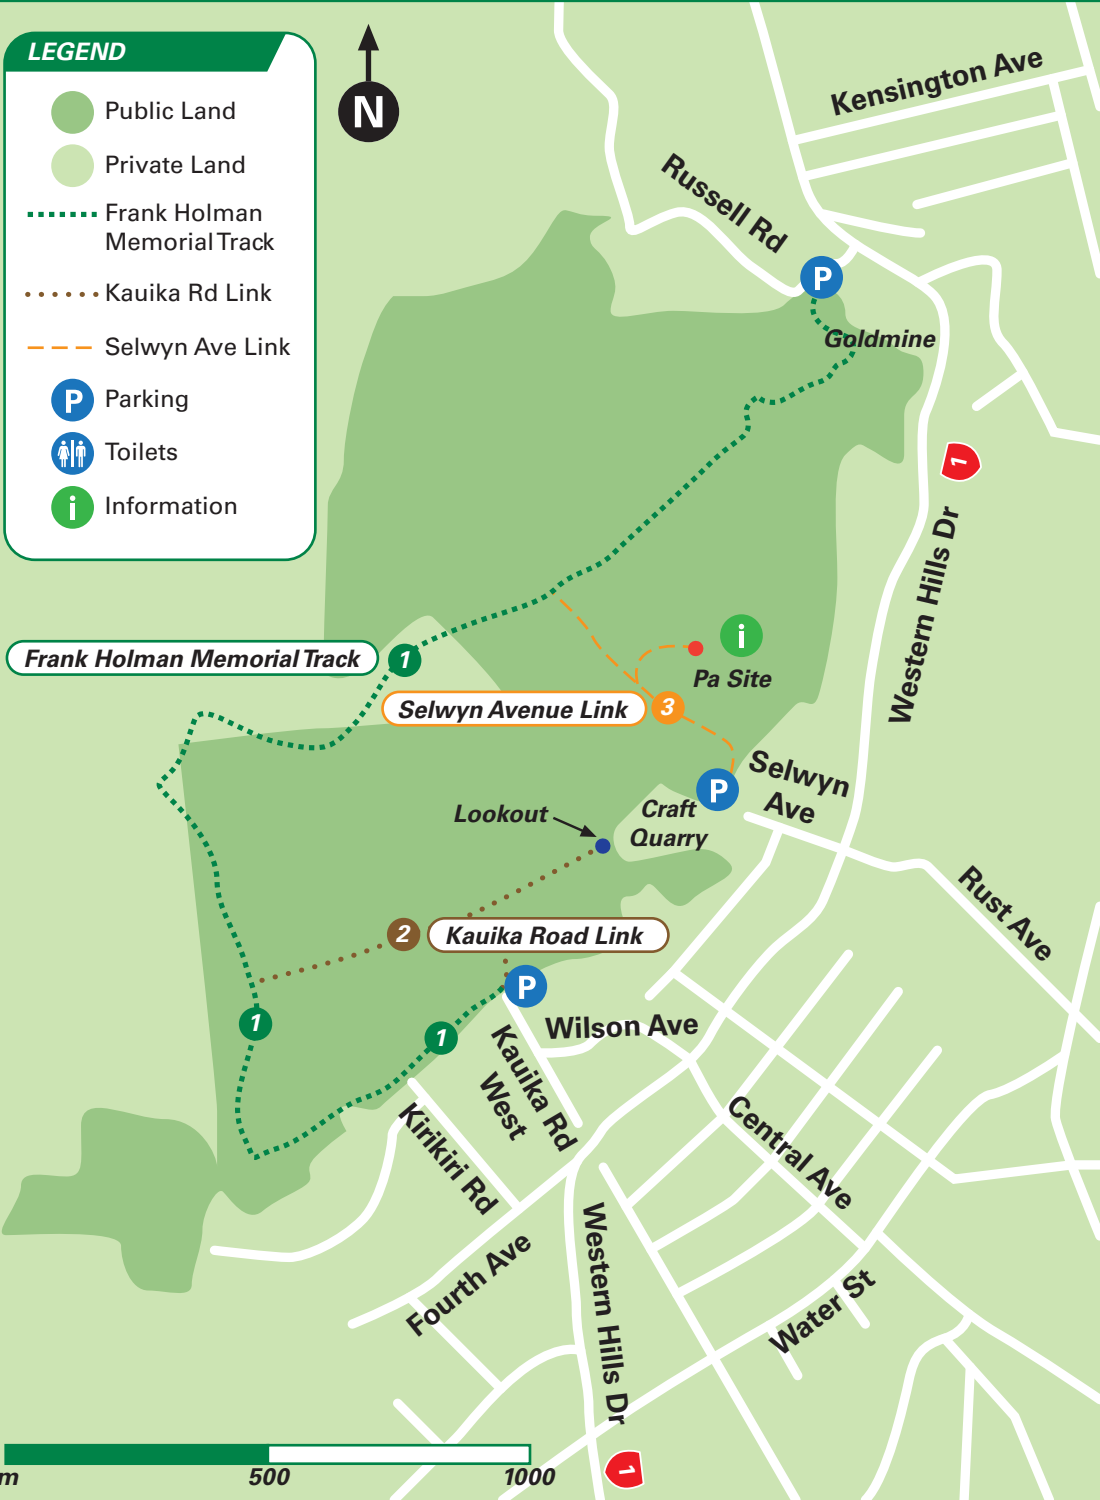 LEGEND
Public Land
Private Land
Frank Holman
Memorial Track
Kauika Rd Link
Selwyn Ave Link
P Parking
Toilets
i Information
N
Kensington Ave
Russell Rd
P
Goldmine
1
Western Hills Dr
Frank Holman Memorial Track 1
i
Pa Site
Selwyn Avenue Link 3
P
Selwyn
Ave
Craft
Quarry
Lookout
Rust Ave
2 Kauika Road Link
P
1
1
Wilson Ave
Kauika Rd
West
Kirikiri Rd
Central Ave
Fourth Ave
Western Hills Dr
Water St
1
m 500 1000